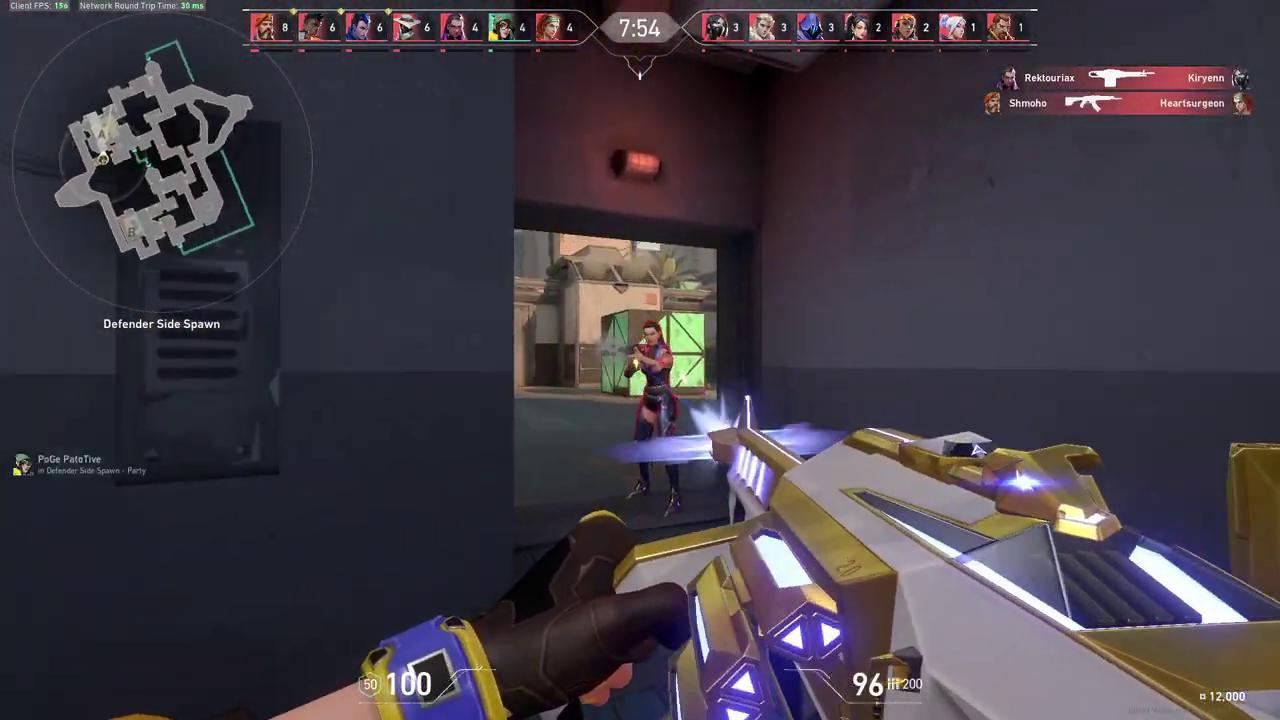 Client FPS: 156 Network Round Trip Time: 30 ms
8 6 6 6 4 4 4 7:54 3 3 3 2 2 1 1
Rektouriax Kiryenn
Shmoho Heartsurgeon
A
B
Defender Side Spawn
PoGe PatoTive
in Defender Side Spawn - Party
50 100
96 200
¤ 12,000